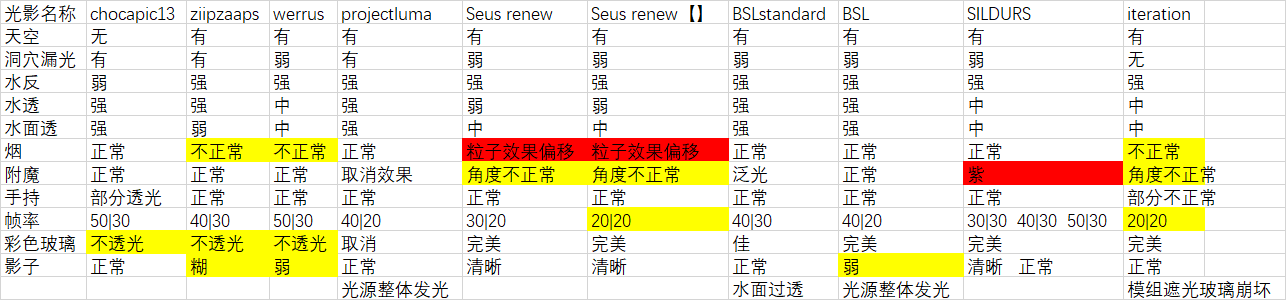 光影名称 chocapic13 ziipzaaps werrus projectluma Seus renew Seus renew【】 BSLstandard BSL SILDURS iteration
天空 无 有 有 有 有 有 有 有 有 有
洞穴漏光 有 有 弱 有 弱 弱 弱 弱 弱 无
水反 弱 强 强 强 强 强 强 强 强 强
水透 强 强 中 强 弱 弱 强 强 中 中
水面透 强 弱 中 强 中 中 强 强 中 中
烟 正常 不正常 不正常 正常 粒子效果偏移 粒子效果偏移 正常 正常 正常 不正常
附魔 正常 正常 正常 取消效果 角度不正常 角度不正常 泛光 正常 紫 角度不正常
手持 部分透光 正常 正常 正常 正常 正常 正常 正常 正常 部分不正常
帧率 50|30 40|30 50|30 40|20 30|20 20|20 40|30 40|20 30|30 40|30 50|30 20|20
彩色玻璃 不透光 不透光 不透光 取消 完美 完美 佳 完美 完美 完美
影子 正常 糊 弱 正常 清晰 清晰 正常 弱 清晰 正常 正常
光源整体发光 水面过透 光源整体发光 模组遮光玻璃崩坏